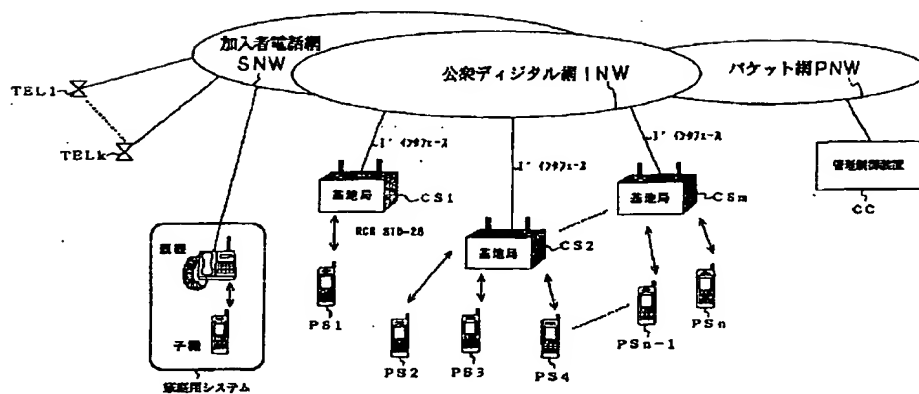 加入者電話網
SNW
公衆ディジタル網INW
パケット網PNW
TEL1
TELk
I' インタフェース
I' インタフェース
I' インタフェース
基地局
CS1
基地局
CSm
管理制御装置
CC
RCR STD-28
基地局
CS2
親機
PS1
子機
PS2
PS3
PS4
PSn-1
PSn
家庭用システム